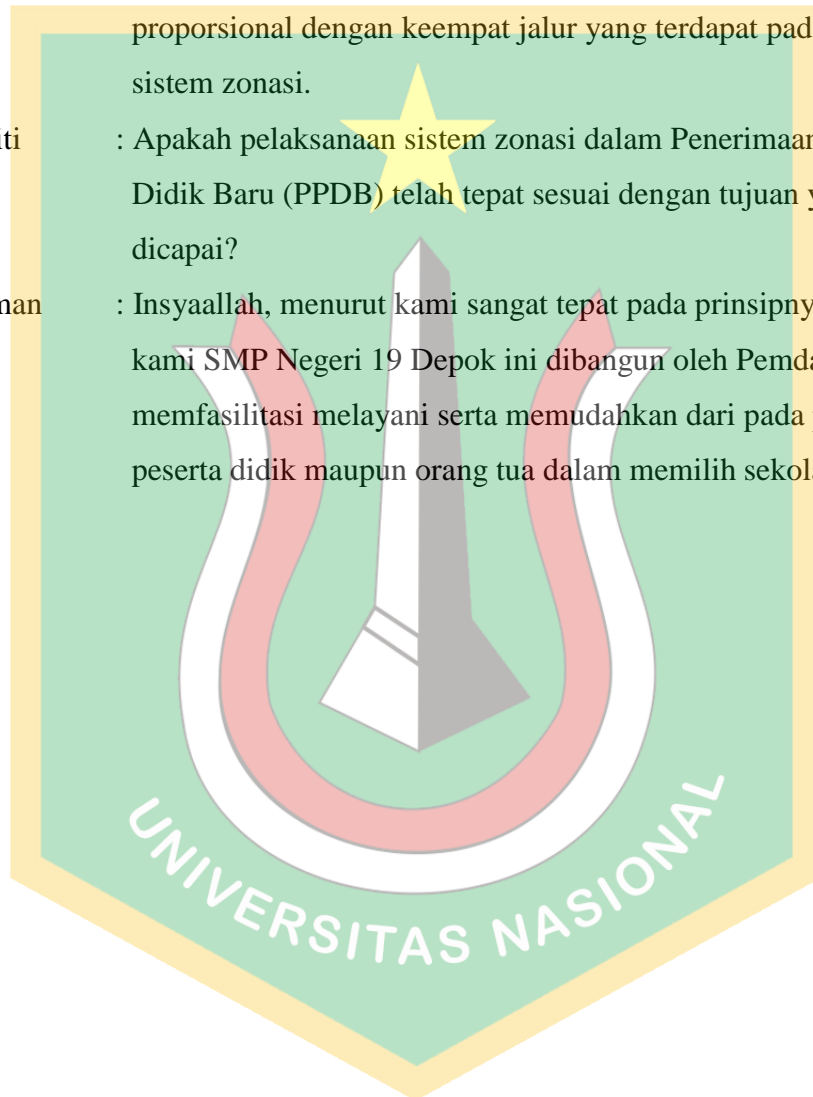 proporsional dengan keempat jalur yang terdapat pad
sistem zonasi.
iti : Apakah pelaksanaan sistem zonasi dalam Penerimaan
Didik Baru (PPDB) telah tepat sesuai dengan tujuan y
dicapai?
nan : Insyaallah, menurut kami sangat tepat pada prinsipny
kami SMP Negeri 19 Depok ini dibangun oleh Pemda
memfasilitasi melayani serta memudahkan dari pada p
peserta didik maupun orang tua dalam memilih sekola
UNIVERSITAS NASIONAL